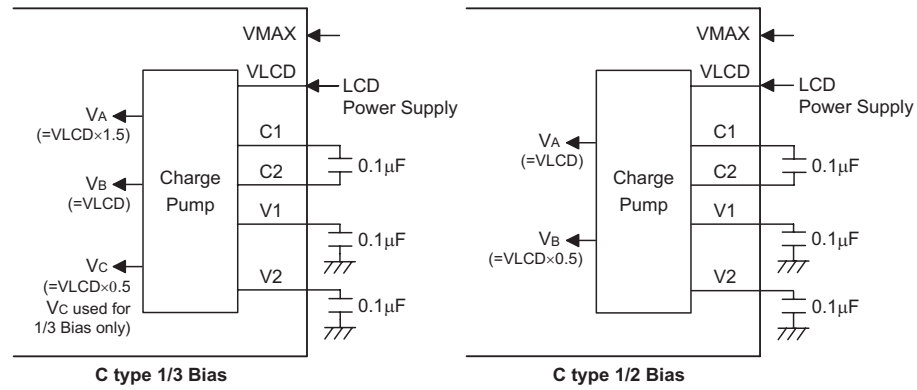 VMAX
VLCD
LCD
Power Supply
VA
(=VLCD×1.5)
C1
0.1μF
C2
Charge
Pump
VB
(=VLCD)
V1
0.1μF
VC
(=VLCD×0.5
VC used for
1/3 Bias only)
V2
0.1μF
C type 1/3 Bias
VMAX
VLCD
LCD
Power Supply
VA
(=VLCD)
C1
0.1μF
C2
Charge
Pump
V1
VB
(=VLCD×0.5)
0.1μF
V2
0.1μF
C type 1/2 Bias